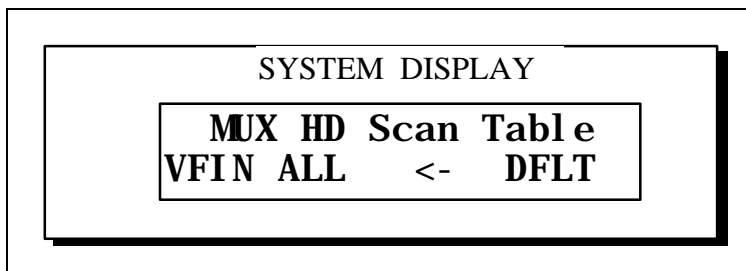 SYSTEM DISPLAY
MUX HD Scan Table
VFIN ALL <- DFLT